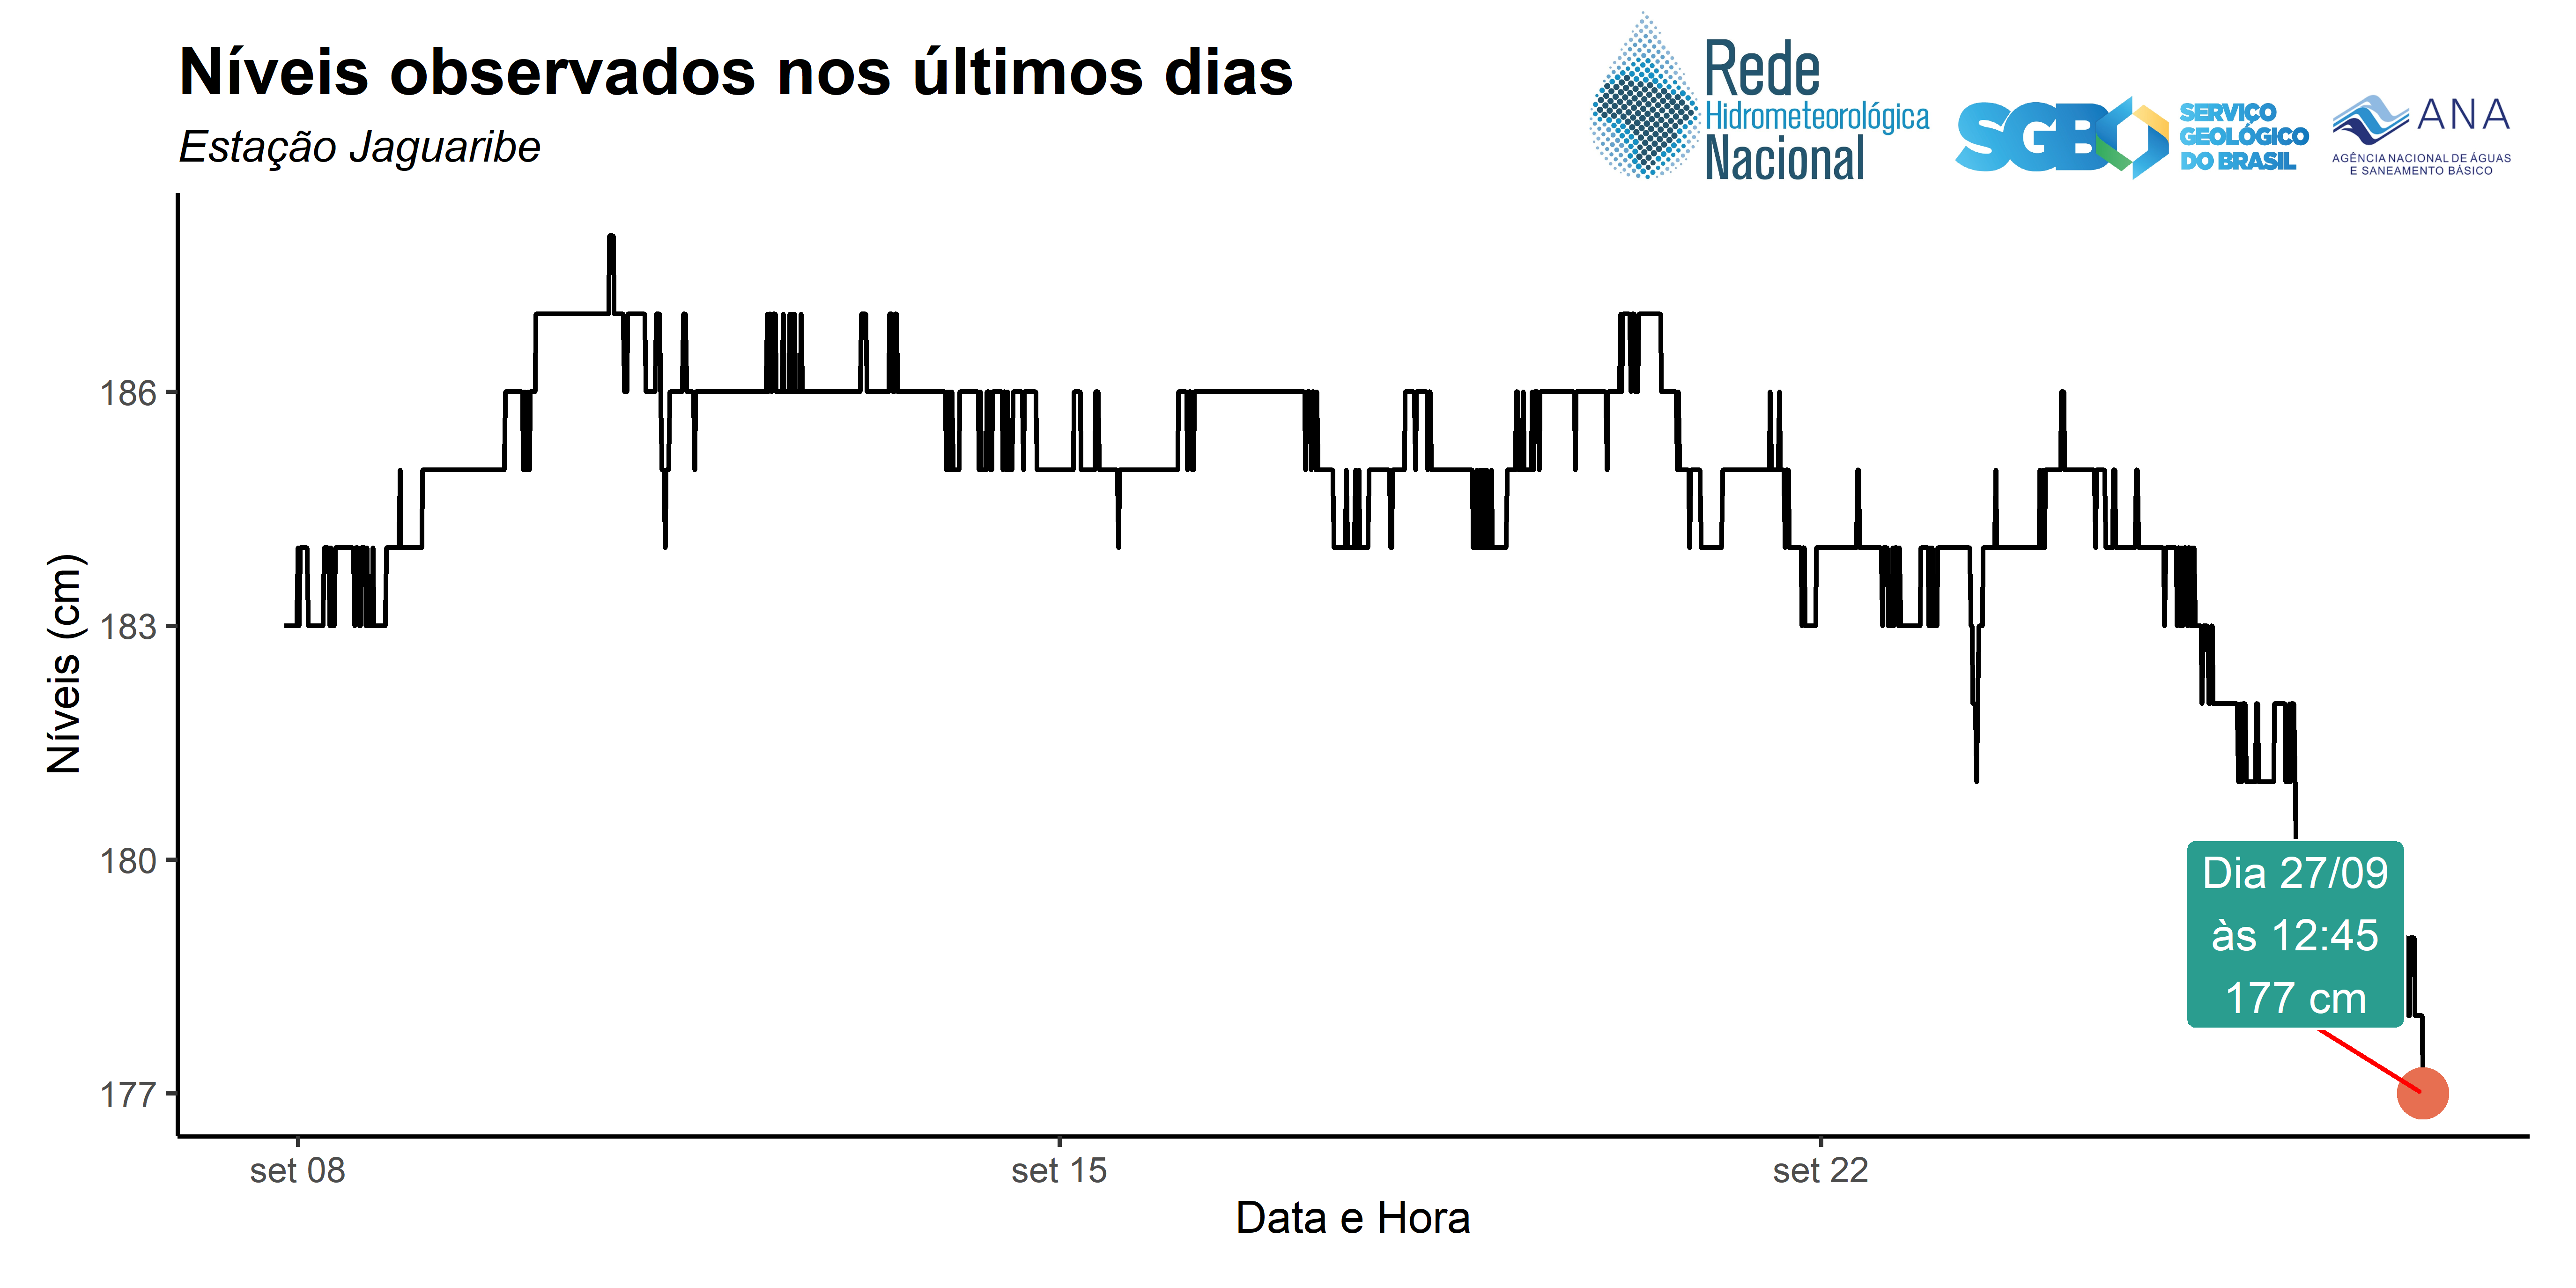 Níveis observados nos últimos dias
Estação Jaguaribe
Rede
Hidrometeorológica
Nacional
SGB
SERVIÇO
GEOLÓGICO
DO BRASIL
ANA
AGÊNCIA NACIONAL DE ÁGUAS
E SANEAMENTO BÁSICO
Níveis (cm)
186
183
180
177
Dia 27/09
às 12:45
177 cm
set 08
set 15
set 22
Data e Hora